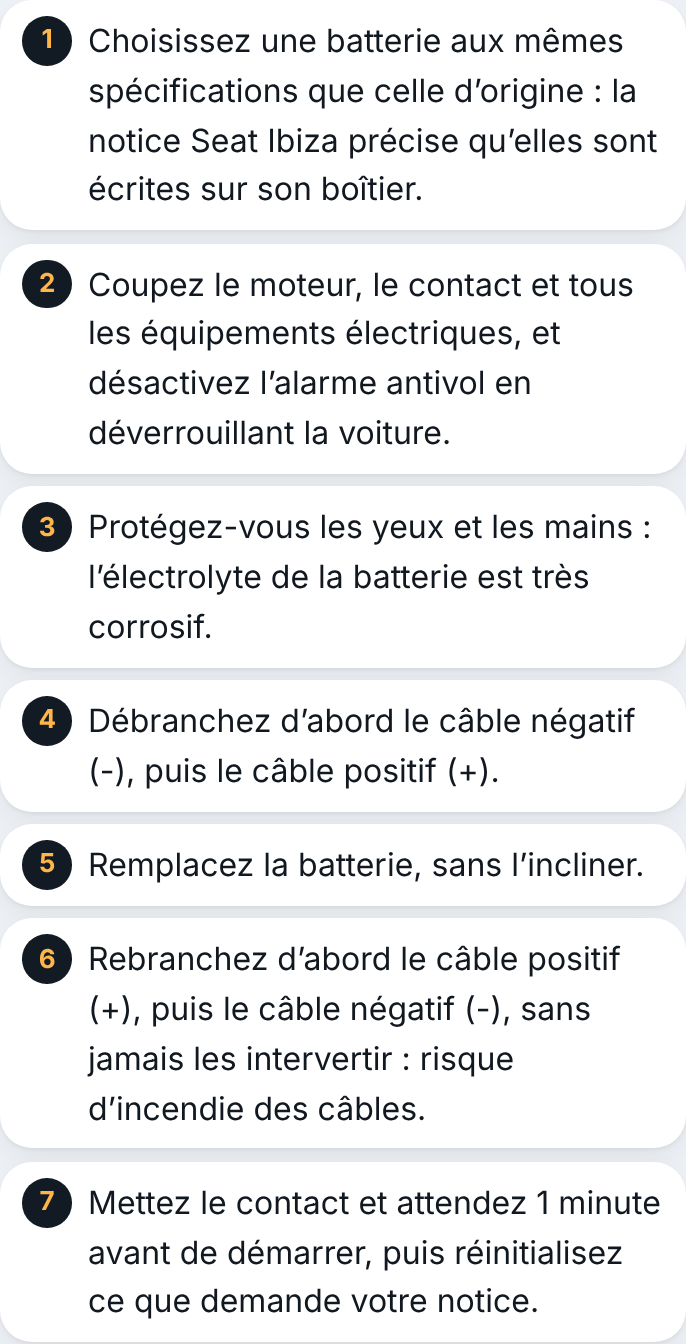 1 Choisissez une batterie aux mêmes
spécifications que celle d’origine : la
notice Seat Ibiza précise qu’elles sont
écrites sur son boîtier.
2 Coupez le moteur, le contact et tous
les équipements électriques, et
désactivez l’alarme antivol en
déverrouillant la voiture.
3 Protégez-vous les yeux et les mains :
l’électrolyte de la batterie est très
corrosif.
4 Débranchez d’abord le câble négatif
(-), puis le câble positif (+).
5 Remplacez la batterie, sans l’incliner.
6 Rebranchez d’abord le câble positif
(+), puis le câble négatif (-), sans
jamais les intervertir : risque
d’incendie des câbles.
7 Mettez le contact et attendez 1 minute
avant de démarrer, puis réinitialisez
ce que demande votre notice.